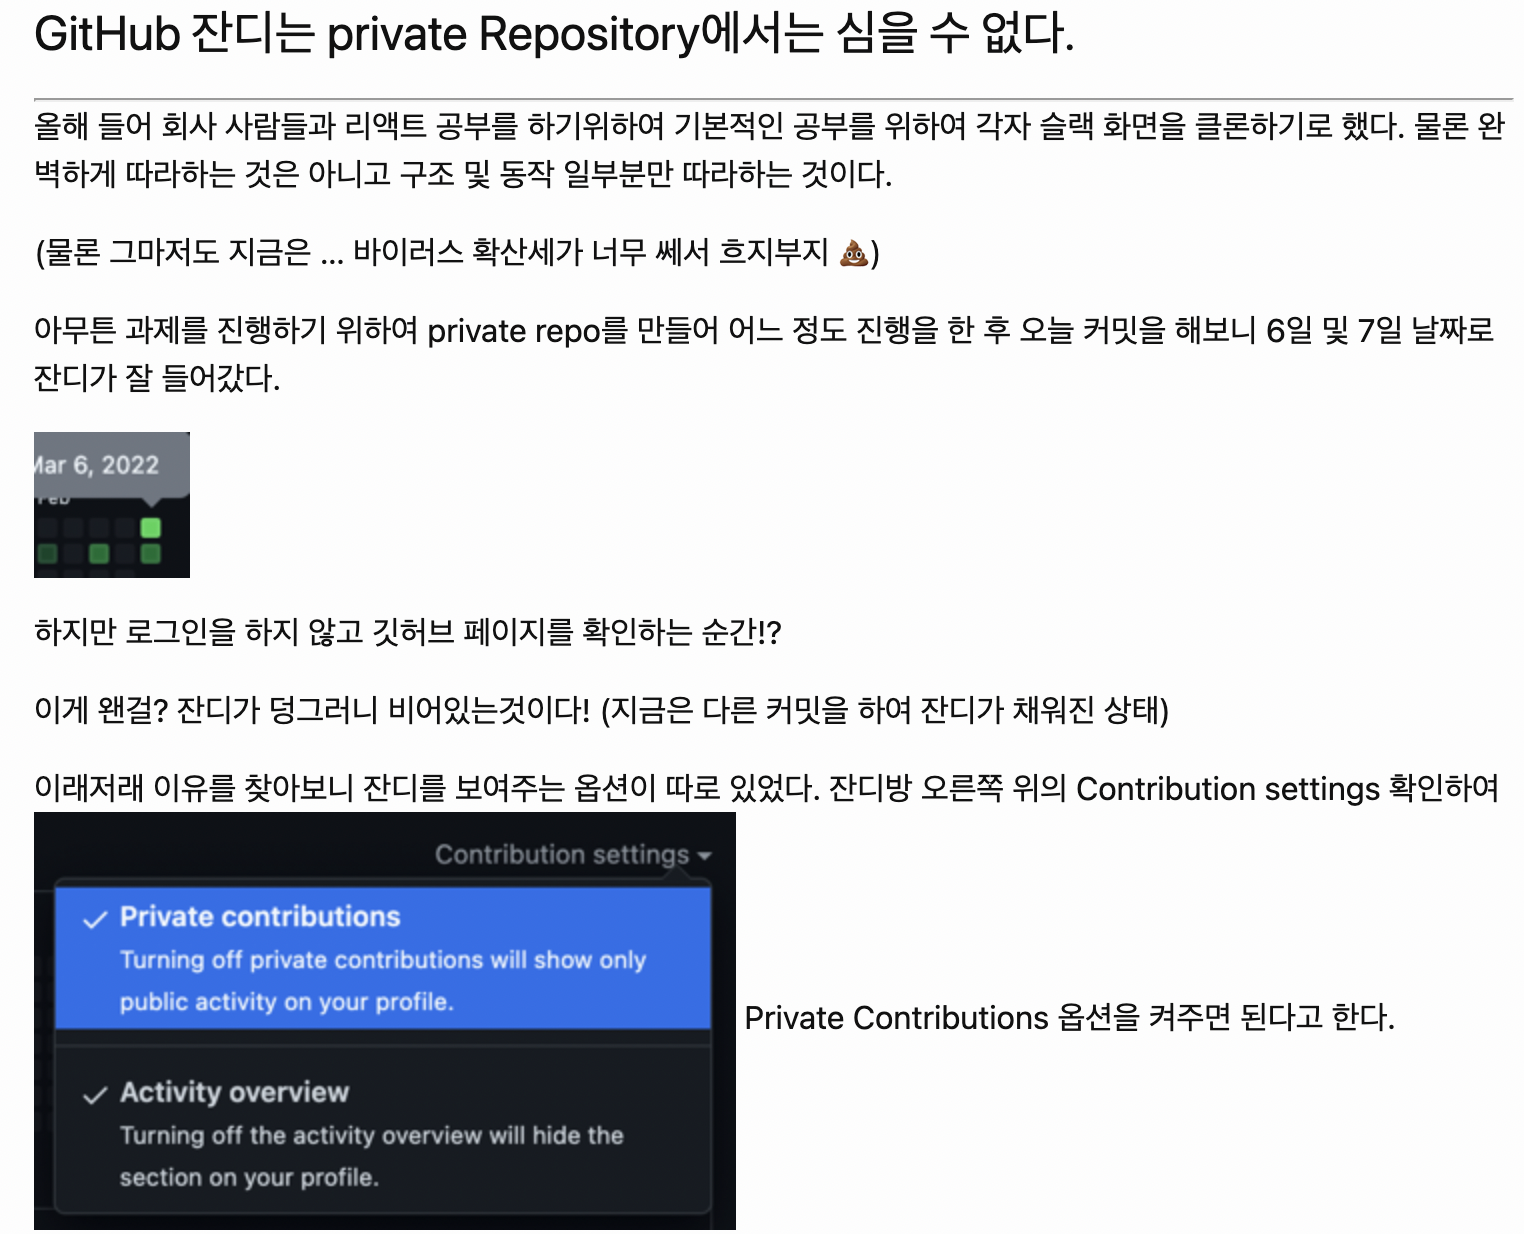 GitHub 잔디는 private Repository에서는 심을 수 없다.
올해 들어 회사 사람들과 리액트 공부를 하기위하여 기본적인 공부를 위하여 각자 슬랙 화면을 클론하기로 했다. 물론 완
벽하게 따라하는 것은 아니고 구조 및 동작 일부분만 따라하는 것이다.
(물론 그마저도 지금은 ... 바이러스 확산세가 너무 쎄서 흐지부지 💩)
아무튼 과제를 진행하기 위하여 private repo를 만들어 어느 정도 진행을 한 후 오늘 커밋을 해보니 6일 및 7일 날짜로
잔디가 잘 들어갔다.
Mar 6, 2022
Feb
하지만 로그인을 하지 않고 깃허브 페이지를 확인하는 순간!?
이게 왠걸? 잔디가 덩그러니 비어있는것이다! (지금은 다른 커밋을 하여 잔디가 채워진 상태)
이래저래 이유를 찾아보니 잔디를 보여주는 옵션이 따로 있었다. 잔디방 오른쪽 위의 Contribution settings 확인하여
Contribution settings
Private contributions
Turning off private contributions will show only
public activity on your profile.
Activity overview
Turning off the activity overview will hide the
section on your profile.
Private Contributions 옵션을 켜주면 된다고 한다.